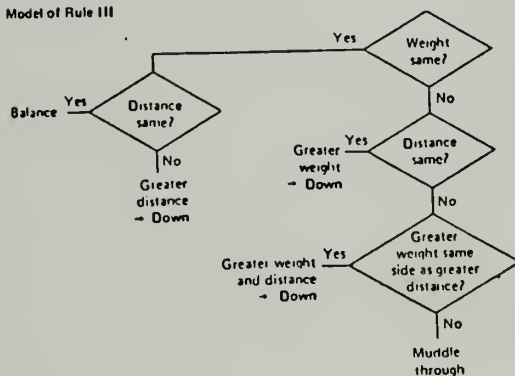 Model of Rule III
Yes
Weight
same?
No
Balance
Yes
Distance
same?
No
Greater
distance
→ Down
Yes
Distance
same?
Greater
weight
→ Down
No
Greater
weight same
side as greater
distance?
Yes
Greater weight
and distance
→ Down
No
Muddle
through